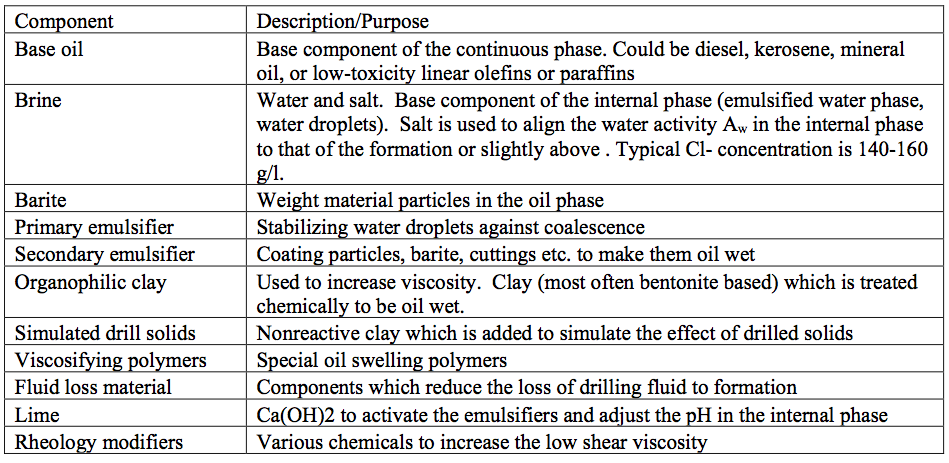 Component Description/Purpose
Base oil Base component of the continuous phase. Could be diesel, kerosene, mineral
oil, or low-toxicity linear olefins or paraffins
Brine Water and salt.  Base component of the internal phase (emulsified water phase,
water droplets).  Salt is used to align the water activity Aw in the internal phase
to that of the formation or slightly above . Typical Cl- concentration is 140-160
g/l.
Barite Weight material particles in the oil phase
Primary emulsifier Stabilizing water droplets against coalescence
Secondary emulsifier Coating particles, barite, cuttings etc. to make them oil wet
Organophilic clay Used to increase viscosity.  Clay (most often bentonite based) which is treated
chemically to be oil wet.
Simulated drill solids Nonreactive clay which is added to simulate the effect of drilled solids
Viscosifying polymers Special oil swelling polymers
Fluid loss material Components which reduce the loss of drilling fluid to formation
Lime Ca(OH)2 to activate the emulsifiers and adjust the pH in the internal phase
Rheology modifiers Various chemicals to increase the low shear viscosity